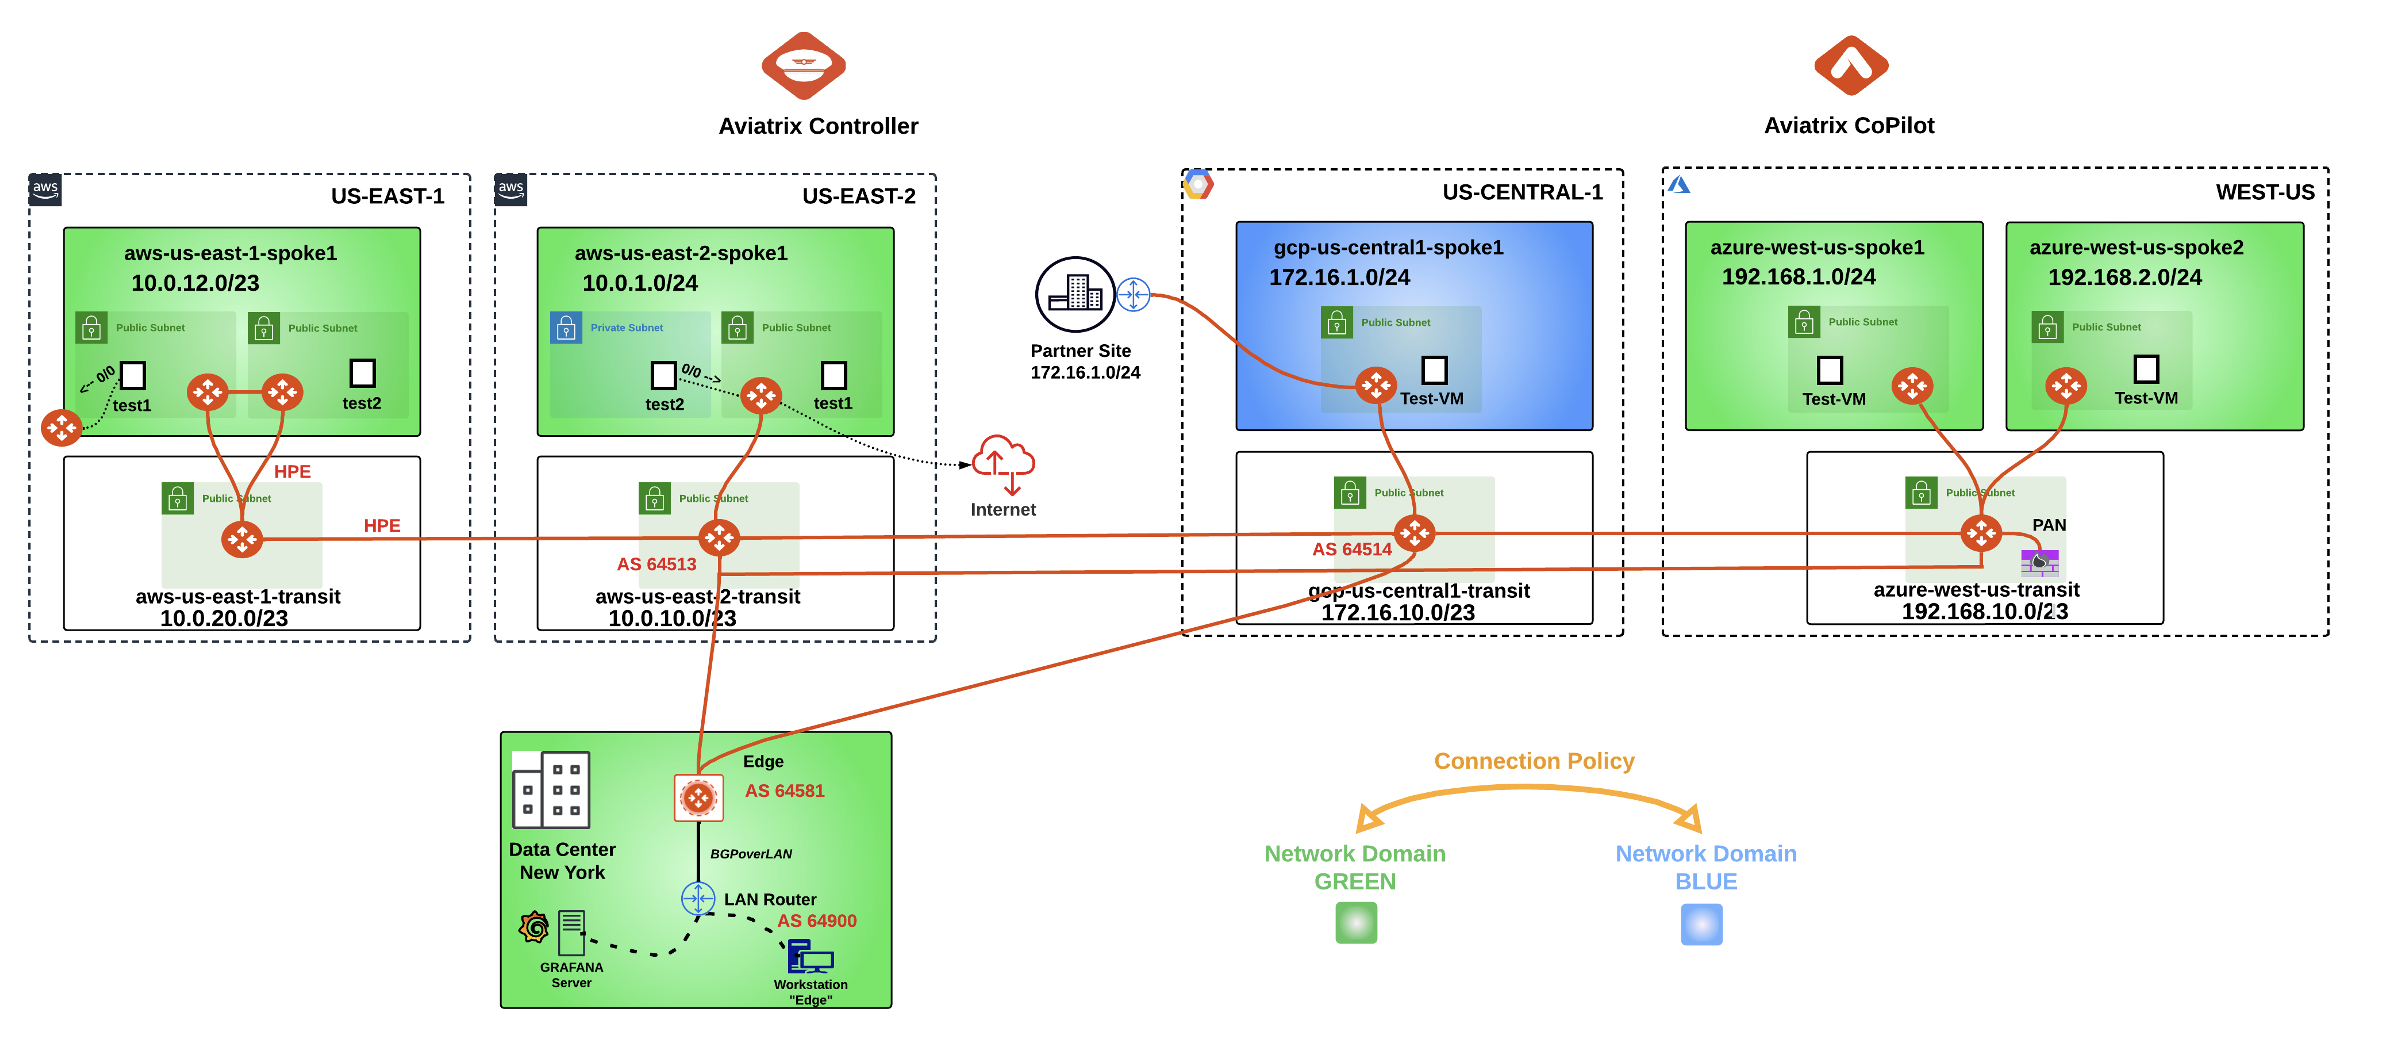 Aviatrix Controller
Aviatrix CoPilot
aws
US-EAST-1
aws-us-east-1-spoke1
10.0.12.0/23
Public Subnet
Public Subnet
<-- 0/0
test1
test2
HPE
Public Subnet
HPE
aws-us-east-1-transit
10.0.20.0/23
aws
US-EAST-2
aws-us-east-2-spoke1
10.0.1.0/24
Private Subnet
Public Subnet
0/0 -->
test2
test1
Public Subnet
AS 64513
aws-us-east-2-transit
10.0.10.0/23
Internet
Partner Site
172.16.1.0/24
US-CENTRAL-1
gcp-us-central1-spoke1
172.16.1.0/24
Public Subnet
Test-VM
Public Subnet
AS 64514
gcp-us-central1-transit
172.16.10.0/23
WEST-US
azure-west-us-spoke1
192.168.1.0/24
Public Subnet
Test-VM
azure-west-us-spoke2
192.168.2.0/24
Public Subnet
Test-VM
Public Subnet
PAN
azure-west-us-transit
192.168.10.0/23
Edge
AS 64581
Data Center
New York
BGPoverLAN
LAN Router
AS 64900
GRAFANA
Server
Workstation
"Edge"
Connection Policy
Network Domain
GREEN
Network Domain
BLUE